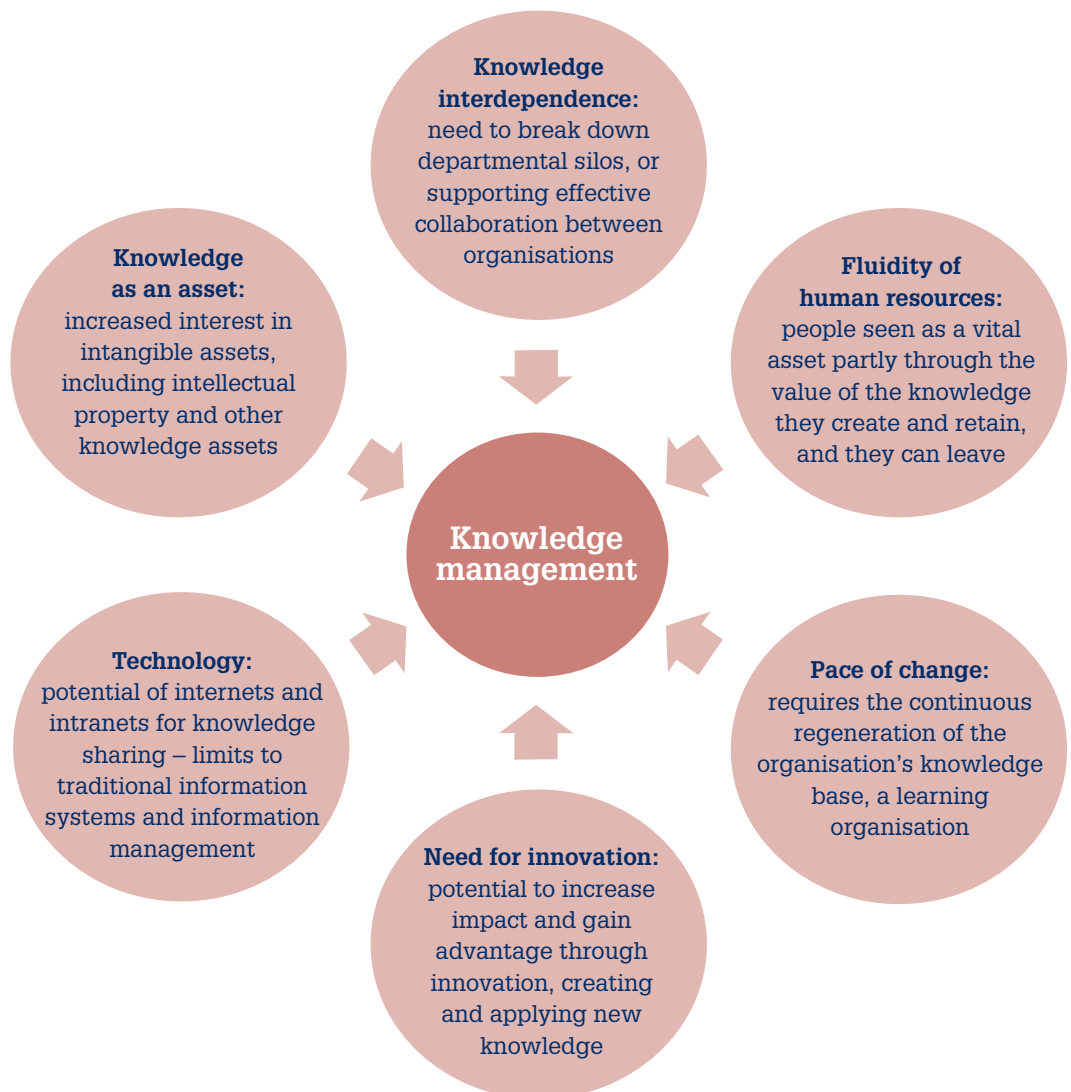 Knowledge
interdependence:
need to break down
departmental silos, or
supporting effective
collaboration between
organisations
Knowledge
as an asset:
increased interest in
intangible assets,
including intellectual
property and other
knowledge assets
Fluidity of
human resources:
people seen as a vital
asset partly through the
value of the knowledge
they create and retain,
and they can leave
Knowledge
management
Technology:
potential of internets and
intranets for knowledge
sharing – limits to
traditional information
systems and information
management
Pace of change:
requires the continuous
regeneration of the
organisation’s knowledge
base, a learning
organisation
Need for innovation:
potential to increase
impact and gain
advantage through
innovation, creating
and applying new
knowledge